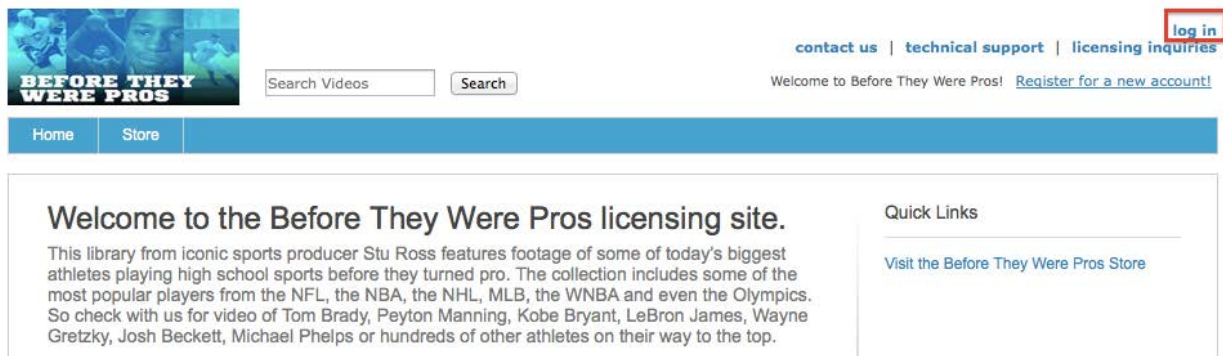 BEFORE THEY
WERE PROS
Search Videos
Search
log in
contact us | technical support | licensing inquiries
Welcome to Before They Were Pros! Register for a new account!
Home
Store
Welcome to the Before They Were Pros licensing site.
This library from iconic sports producer Stu Ross features footage of some of today's biggest
athletes playing high school sports before they turned pro. The collection includes some of the
most popular players from the NFL, the NBA, the NHL, MLB, the WNBA and even the Olympics.
So check with us for video of Tom Brady, Peyton Manning, Kobe Bryant, LeBron James, Wayne
Gretzky, Josh Beckett, Michael Phelps or hundreds of other athletes on their way to the top.
Quick Links
Visit the Before They Were Pros Store